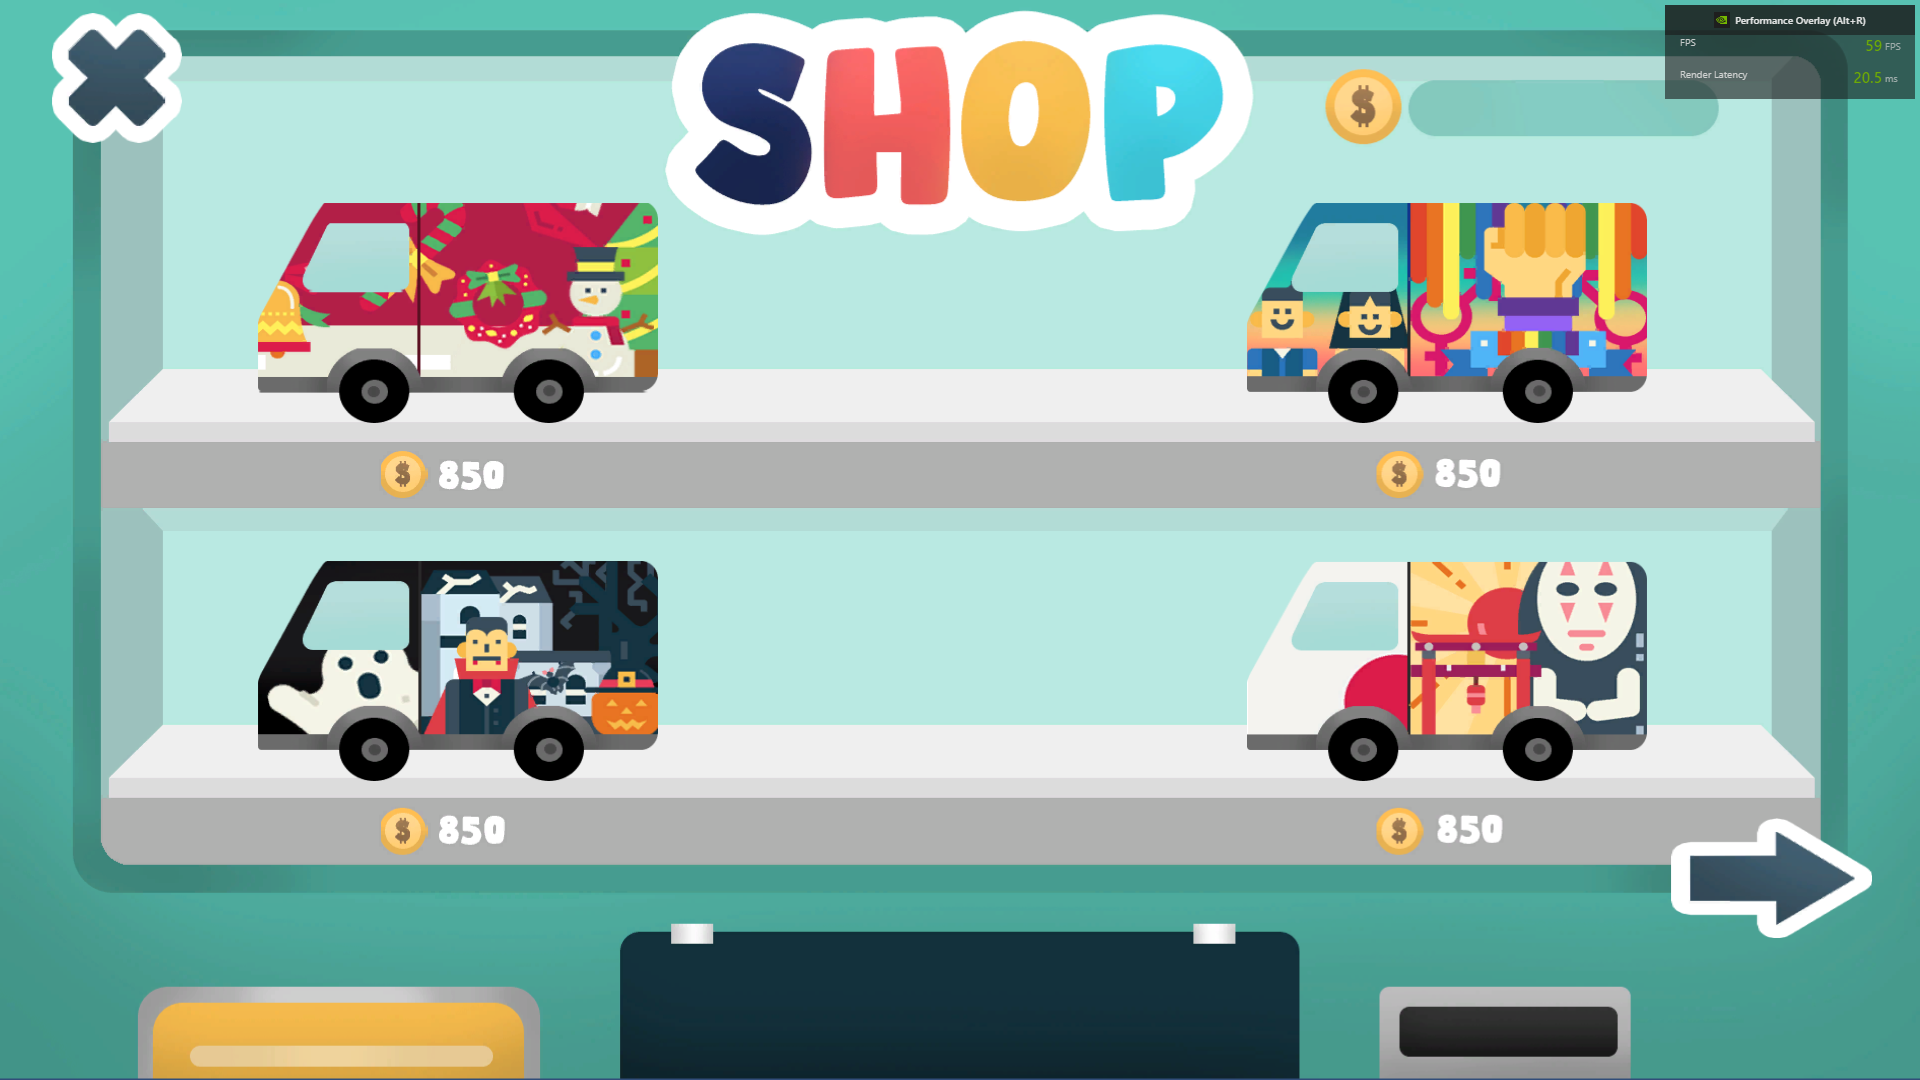 SHOP
Performance Overlay (Alt+R)
FPS 59 FPS
Render Latency 20.5 ms
$
$ 850
$ 850
$ 850
$ 850